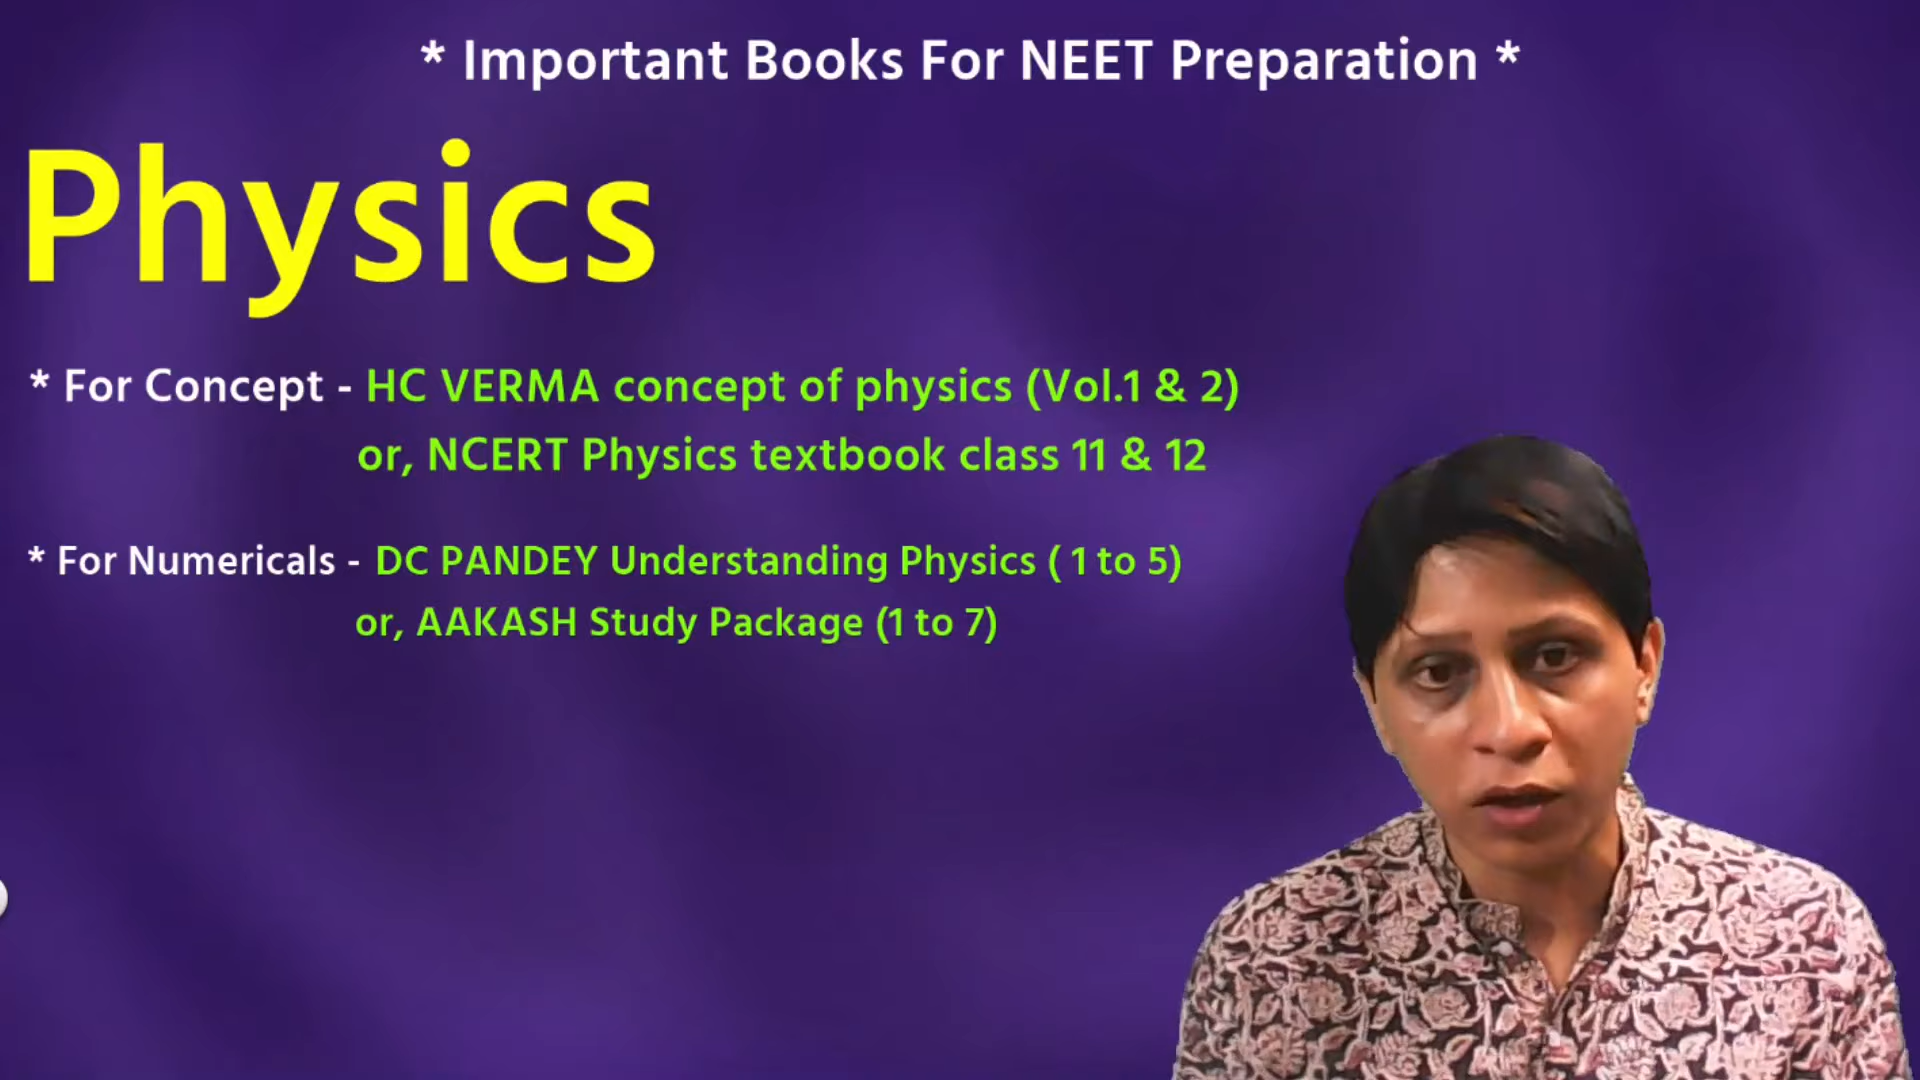 * Important Books For NEET Preparation *
Physics
* For Concept - HC VERMA concept of physics (Vol.1 & 2)
or, NCERT Physics textbook class 11 & 12
* For Numericals - DC PANDEY Understanding Physics ( 1 to 5)
or, AAKASH Study Package (1 to 7)